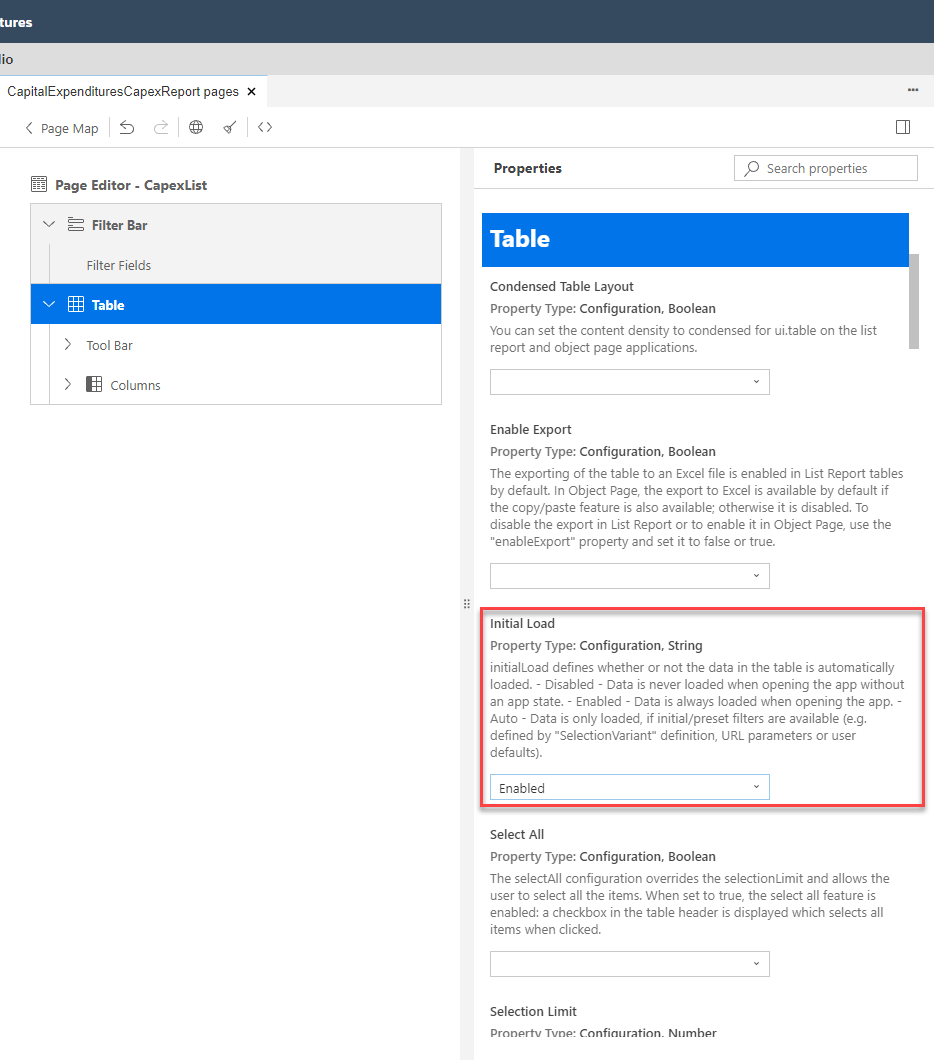 tures
lio
CapitalExpendituresCapexReport pages
Page Map
Page Editor - CapexList
Filter Bar
Filter Fields
Table
Tool Bar
Columns
Properties
Search properties
Table
Condensed Table Layout
Property Type: Configuration, Boolean
You can set the content density to condensed for ui.table on the list
report and object page applications.
Enable Export
Property Type: Configuration, Boolean
The exporting of the table to an Excel file is enabled in List Report tables
by default. In Object Page, the export to Excel is available by default if
the copy/paste feature is also available; otherwise it is disabled. To
disable the export in List Report or to enable it in Object Page, use the
"enableExport" property and set it to false or true.
Initial Load
Property Type: Configuration, String
initialLoad defines whether or not the data in the table is automatically
loaded. - Disabled - Data is never loaded when opening the app without
an app state. - Enabled - Data is always loaded when opening the app. -
Auto - Data is only loaded, if initial/preset filters are available (e.g.
defined by "SelectionVariant" definition, URL parameters or user
defaults).
Enabled
Select All
Property Type: Configuration, Boolean
The selectAll configuration overrides the selectionLimit and allows the
user to select all the items. When set to true, the select all feature is
enabled: a checkbox in the table header is displayed which selects all
items when clicked.
Selection Limit
Property Type: Configuration, Number